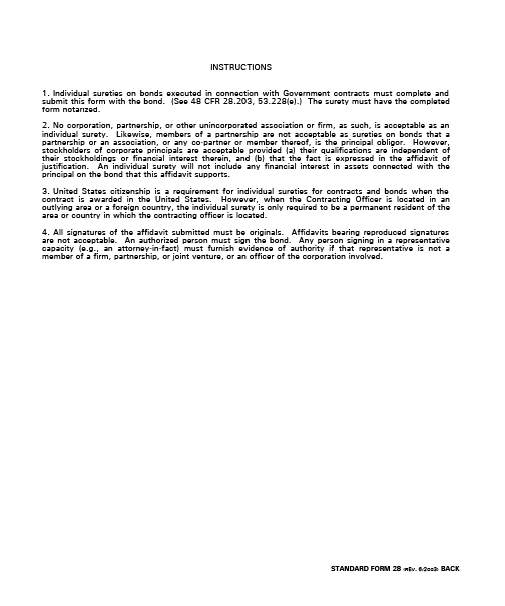 INSTRUCTIONS
1. Individual sureties on bonds executed in connection with Government contracts must complete and
submit this form with the bond. (See 48 CFR 28.203, 53.228(e).) The surety must have the completed
form notarized.
2. No corporation, partnership, or other unincorporated association or firm, as such, is acceptable as an
individual surety. Likewise, members of a partnership are not acceptable as sureties on bonds that a
partnership or an association, or any co-partner or member thereof, is the principal obligor. However,
stockholders of corporate principals are acceptable provided (a) their qualifications are independent of
their stockholdings or financial interest therein, and (b) that the fact is expressed in the affidavit of
justification. An individual surety will not include any financial interest in assets connected with the
principal on the bond that this affidavit supports.
3. United States citizenship is a requirement for individual sureties for contracts and bonds when the
contract is awarded in the United States. However, when the Contracting Officer is located in an
outlying area or a foreign country, the individual surety is only required to be a permanent resident of the
area or country in which the contracting officer is located.
4. All signatures of the affidavit submitted must be originals. Affidavits bearing reproduced signatures
are not acceptable. An authorized person must sign the bond. Any person signing in a representative
capacity (e.g., an attorney-in-fact) must furnish evidence of authority if that representative is not a
member of a firm, partnership, or joint venture, or an officer of the corporation involved.
STANDARD FORM 28 (REV. 6/2003) BACK